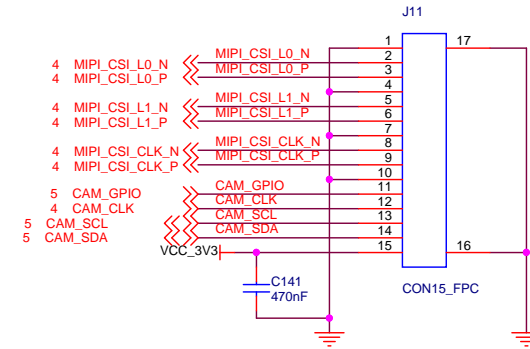 J11
1 17
4 MIPI_CSI_L0_N MIPI_CSI_L0_N 2
4 MIPI_CSI_L0_P MIPI_CSI_L0_P 3
4
4 MIPI_CSI_L1_N MIPI_CSI_L1_N 5
4 MIPI_CSI_L1_P MIPI_CSI_L1_P 6
7
4 MIPI_CSI_CLK_N MIPI_CSI_CLK_N 8
4 MIPI_CSI_CLK_P MIPI_CSI_CLK_P 9
10
5 CAM_GPIO CAM_GPIO 11
4 CAM_CLK CAM_CLK 12
5 CAM_SCL CAM_SCL 13
5 CAM_SDA CAM_SDA 14
VCC_3V3 15 16
C141
470nF
CON15_FPC